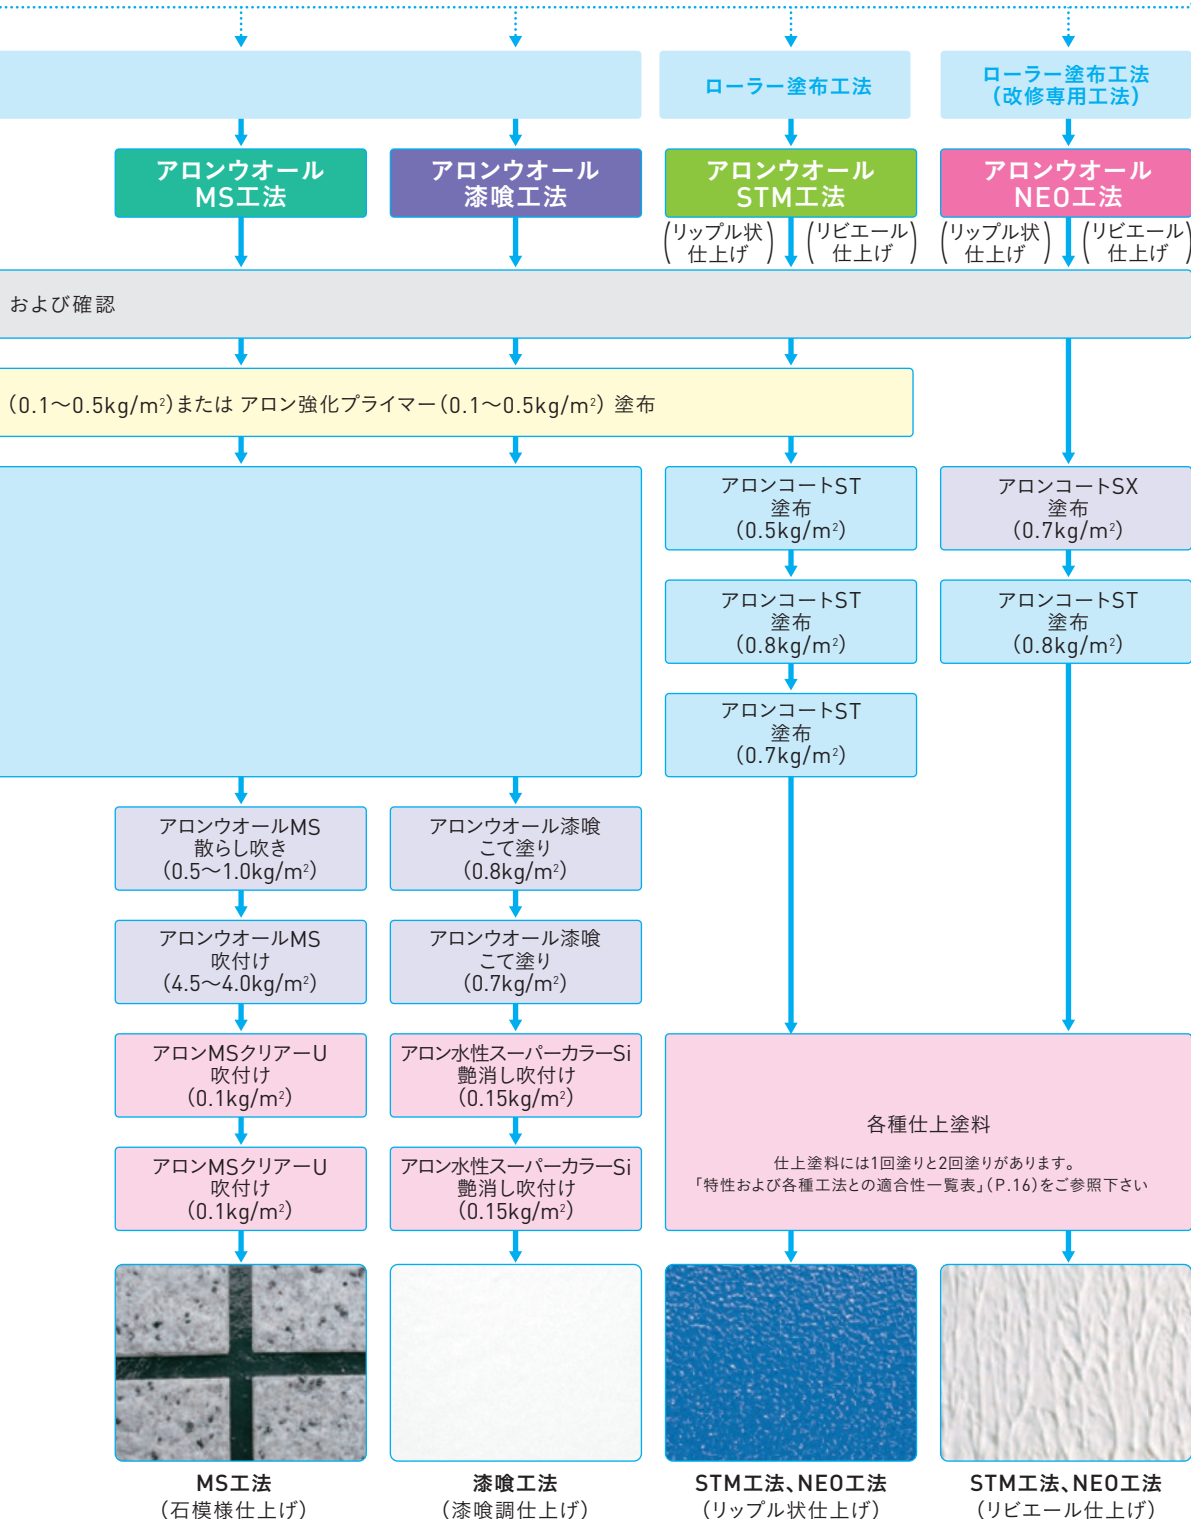 ローラー塗布工法
ローラー塗布工法
(改修専用工法)
アロンウオール
MS工法
アロンウオール
漆喰工法
アロンウオール
STM工法
アロンウオール
NEO工法
(リップル状
仕上げ)
(リビエール
仕上げ)
(リップル状
仕上げ)
(リビエール
仕上げ)
および確認
(0.1〜0.5kg/m²)または アロン強化プライマー(0.1〜0.5kg/m²) 塗布
アロンコートST
塗布
(0.5kg/m²)
アロンコートSX
塗布
(0.7kg/m²)
アロンコートST
塗布
(0.8kg/m²)
アロンコートST
塗布
(0.8kg/m²)
アロンコートST
塗布
(0.7kg/m²)
アロンウオールMS
散らし吹き
(0.5〜1.0kg/m²)
アロンウオール漆喰
こて塗り
(0.8kg/m²)
アロンウオールMS
吹付け
(4.5〜4.0kg/m²)
アロンウオール漆喰
こて塗り
(0.7kg/m²)
アロンMSクリアーU
吹付け
(0.1kg/m²)
アロン水性スーパーカラーSi
艶消し吹付け
(0.15kg/m²)
アロンMSクリアーU
吹付け
(0.1kg/m²)
アロン水性スーパーカラーSi
艶消し吹付け
(0.15kg/m²)
各種仕上塗料
仕上塗料には1回塗りと2回塗りがあります。
「特性および各種工法との適合性一覧表」(P.16)をご参照下さい
MS工法
(石模様仕上げ)
漆喰工法
(漆喰調仕上げ)
STM工法、NEO工法
(リップル状仕上げ)
STM工法、NEO工法
(リビエール仕上げ)